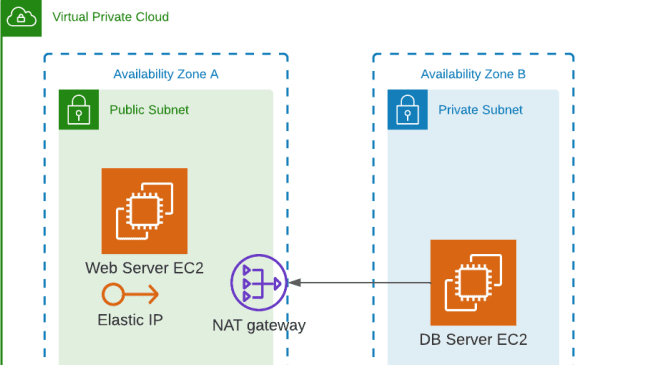 Virtual Private Cloud
Availability Zone A
Availability Zone B
Public Subnet
Private Subnet
Web Server EC2
Elastic IP
NAT gateway
DB Server EC2